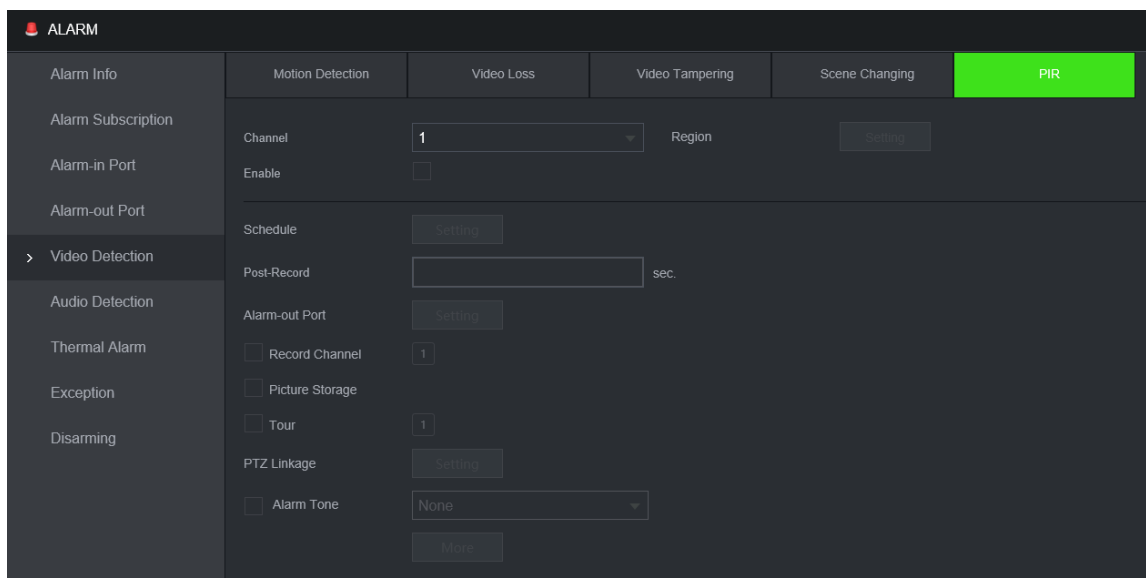 ALARM
Alarm Info
Alarm Subscription
Alarm-in Port
Alarm-out Port
Video Detection
Audio Detection
Thermal Alarm
Exception
Disarming
Motion Detection Video Loss Video Tampering Scene Changing PIR
Channel 1 Region Setting
Enable
Schedule Setting
Post-Record sec.
Alarm-out Port Setting
Record Channel 1
Picture Storage
Tour 1
PTZ Linkage Setting
Alarm Tone None
More